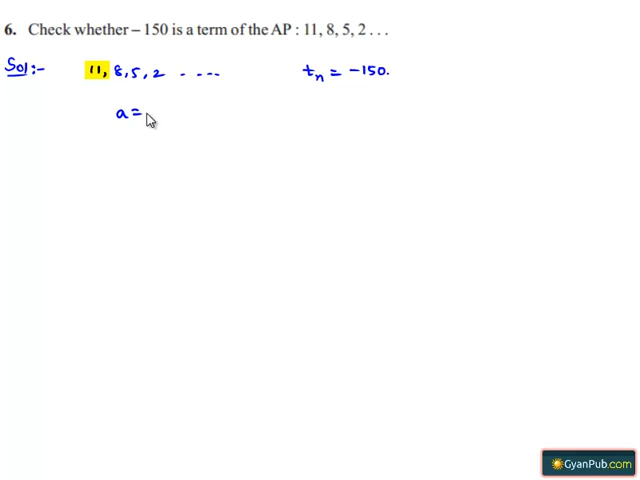 6. Check whether – 150 is a term of the AP : 11, 8, 5, 2 . . .
Sol:- 11, 8, 5, 2 ..... tn = -150.
a =
GyanPub.com